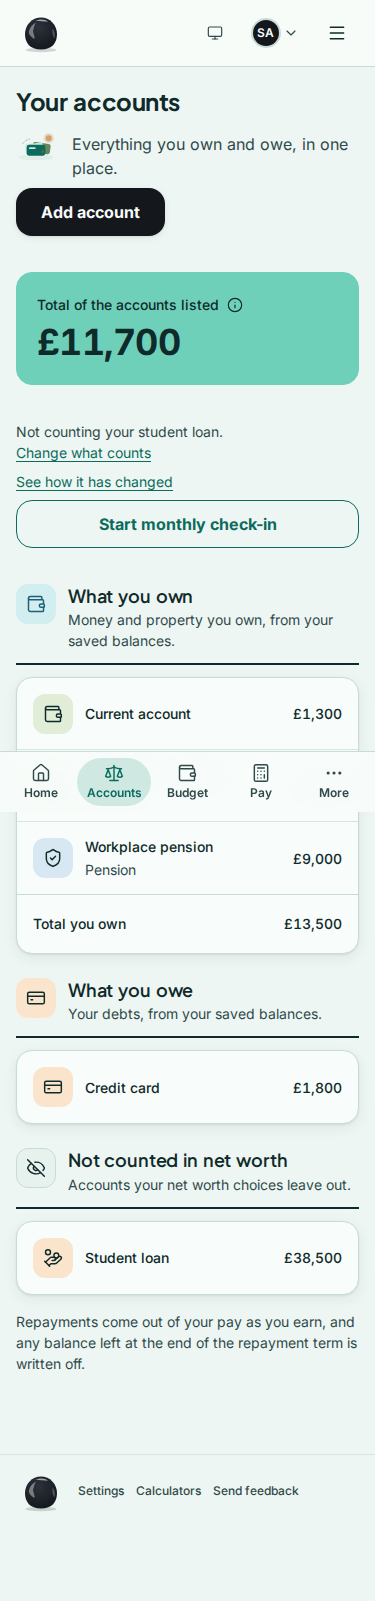 SA
Your accounts
Everything you own and owe, in one
place.
Add account
Total of the accounts listed
£11,700
Not counting your student loan.
Change what counts
See how it has changed
Start monthly check-in
What you own
Money and property you own, from your
saved balances.
Current account £1,300
Home Accounts Budget Pay More
Workplace pension
Pension
£9,000
Total you own £13,500
What you owe
Your debts, from your saved balances.
Credit card £1,800
Not counted in net worth
Accounts your net worth choices leave out.
Student loan £38,500
Repayments come out of your pay as you earn, and
any balance left at the end of the repayment term is
written off.
Settings Calculators Send feedback